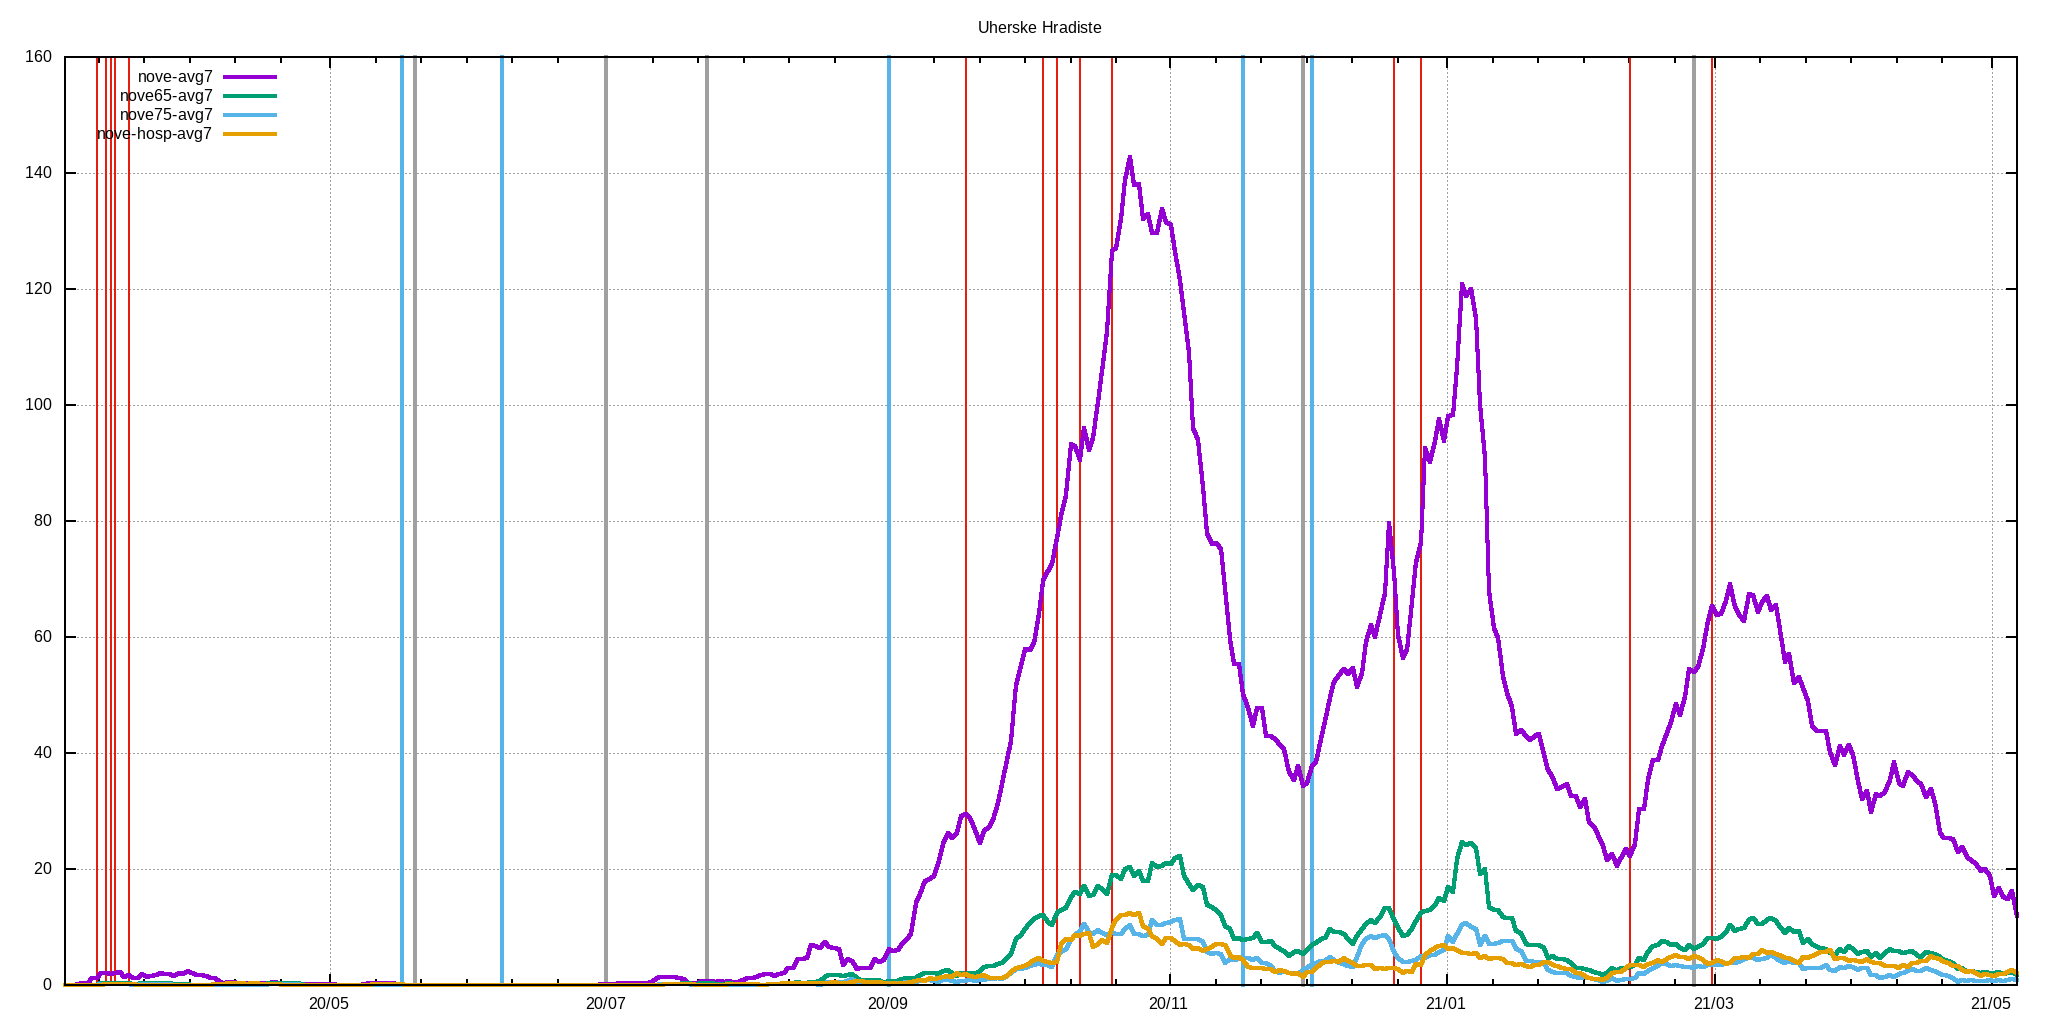 Uherske Hradiste
160
nove-avg7
nove65-avg7
nove75-avg7
nove-hosp-avg7
140
120
100
80
60
40
20
0
20/05 20/07 20/09 20/11 21/01 21/03 21/05